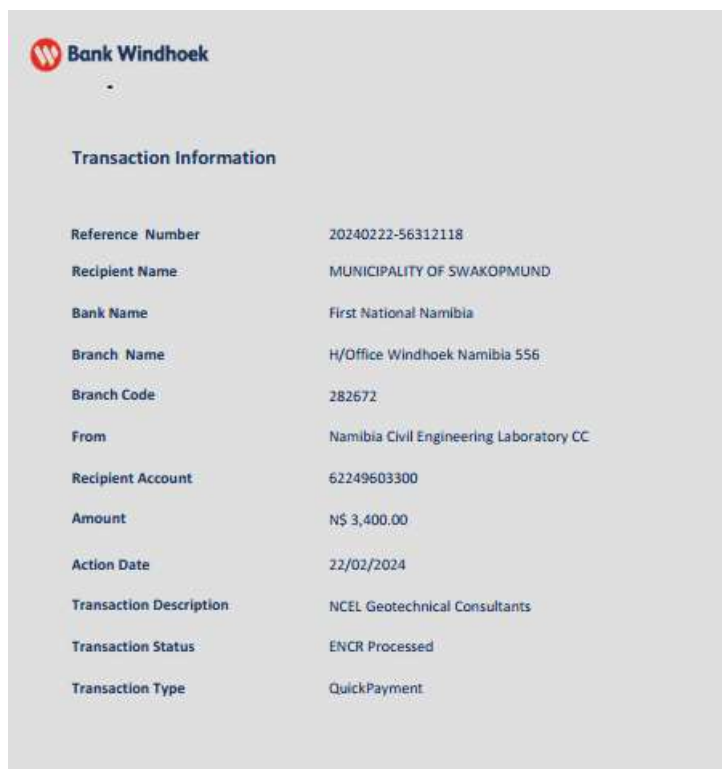 Bank Windhoek
-
Transaction Information
Reference Number 20240222-56312118
Recipient Name MUNICIPALITY OF SWAKOPMUND
Bank Name First National Namibia
Branch Name H/Office Windhoek Namibia 556
Branch Code 282672
From Namibia Civil Engineering Laboratory CC
Recipient Account 62249603300
Amount N$ 3,400.00
Action Date 22/02/2024
Transaction Description NCEL Geotechnical Consultants
Transaction Status ENCR Processed
Transaction Type QuickPayment